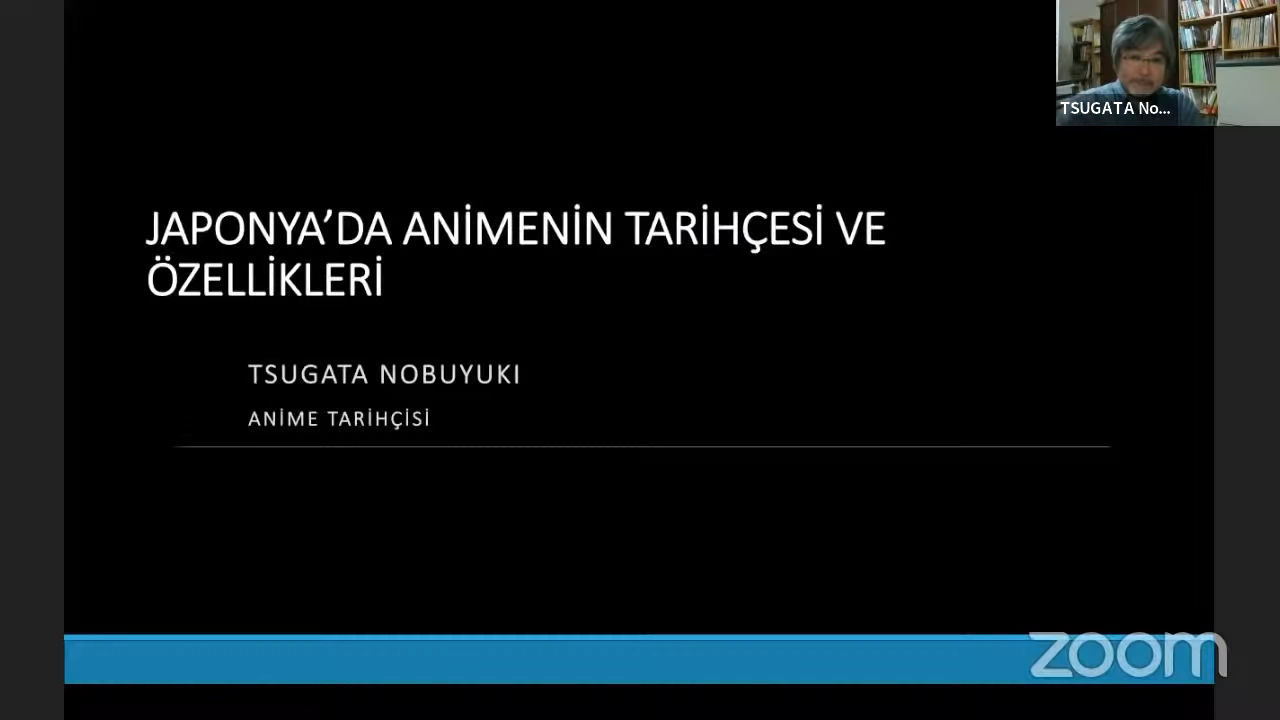 TSUGATA No...
JAPONYA’DA ANİMENİN TARİHÇESİ VE
ÖZELLİKLERİ
TSUGATA NOBUYUKI
ANİME TARİHÇİSİ
zoom